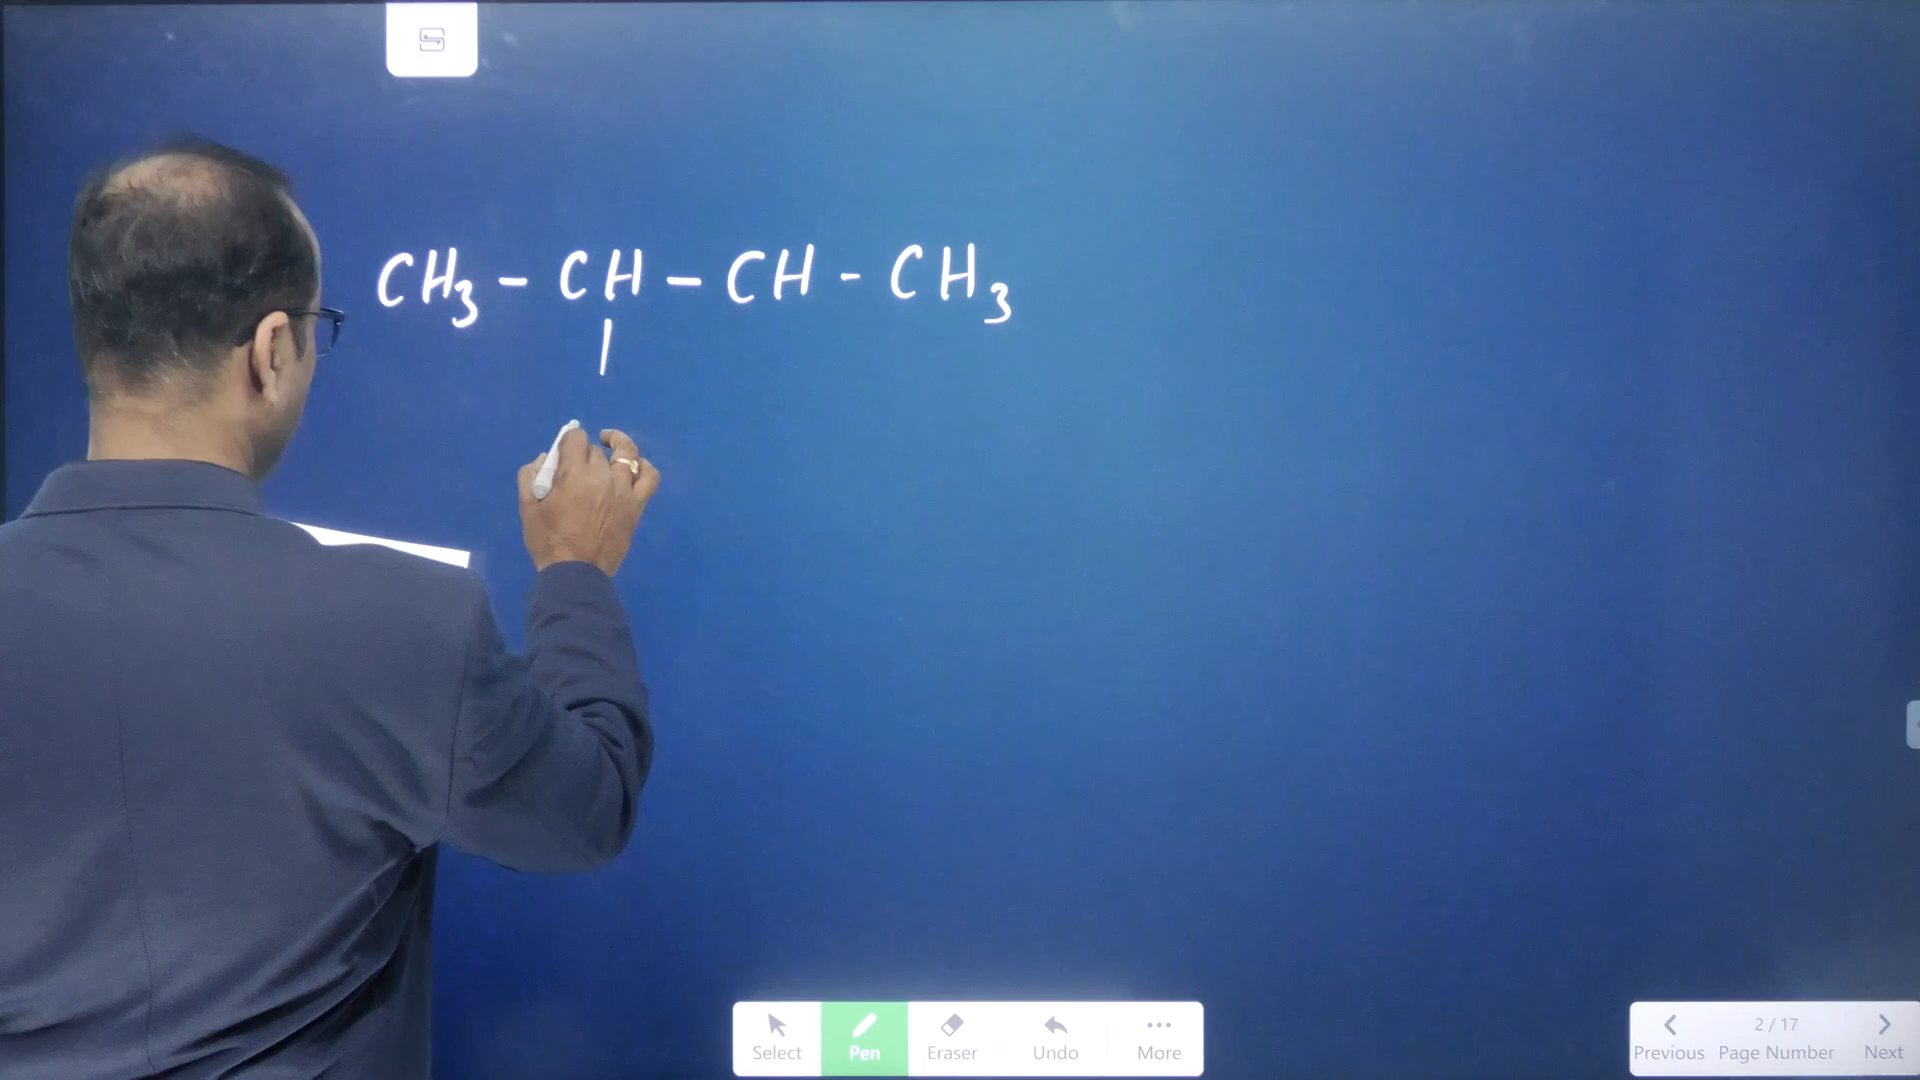 CH3 - CH - CH - CH3
|
Select Pen Eraser Undo More
2 / 17
Previous Page Number Next